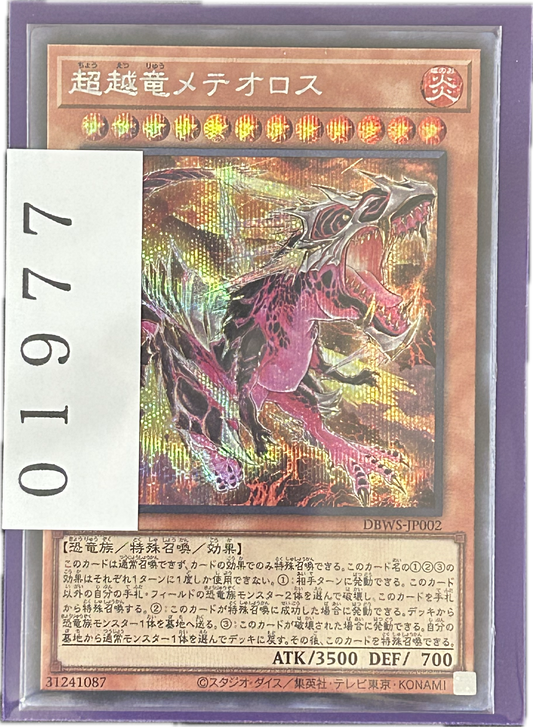 超越竜メテオロス
炎
01977
DBWS-JP002
【恐竜族／特殊召喚／効果】
このカードは通常召喚できず、カードの効果でのみ特殊召喚できる。このカード名の①②③の
効果はそれぞれ1ターンに1度しか使用できない。①：相手ターンに発動できる。このカード
以外の自分の手札・フィールドの恐竜族モンスター2体を選んで破壊し、このカードを手札
から特殊召喚する。②：このカードが特殊召喚に成功した場合に発動できる。デッキから
恐竜族モンスター1体を墓地へ送る。③：このカードが破壊された場合に発動できる。自分の
墓地から通常モンスター1体を選んでデッキに戻す。その後、このカードを特殊召喚する。
ATK/3500 DEF/ 700
31241087
©スタジオ・ダイス／集英社・テレビ東京・KONAMI